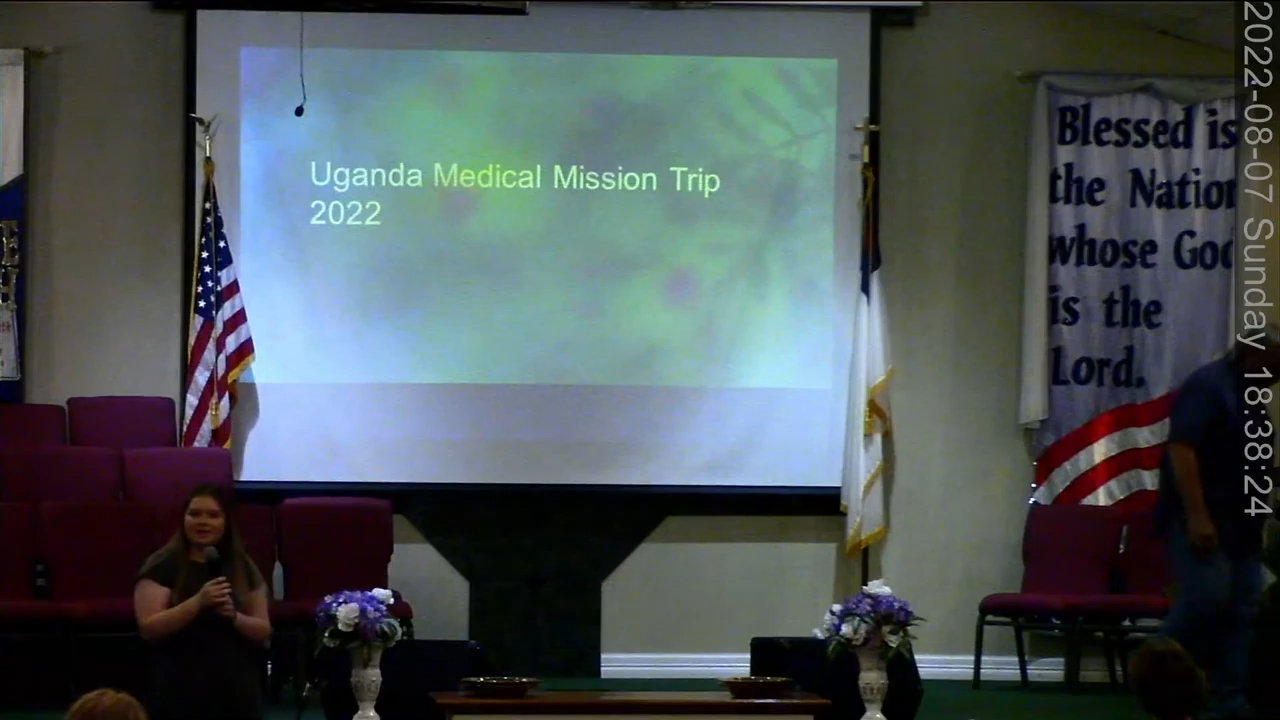 Uganda Medical Mission Trip
2022
Blessed is
the Nation
whose God
is the
Lord.
2022-08-07 Sunday 18:38:24